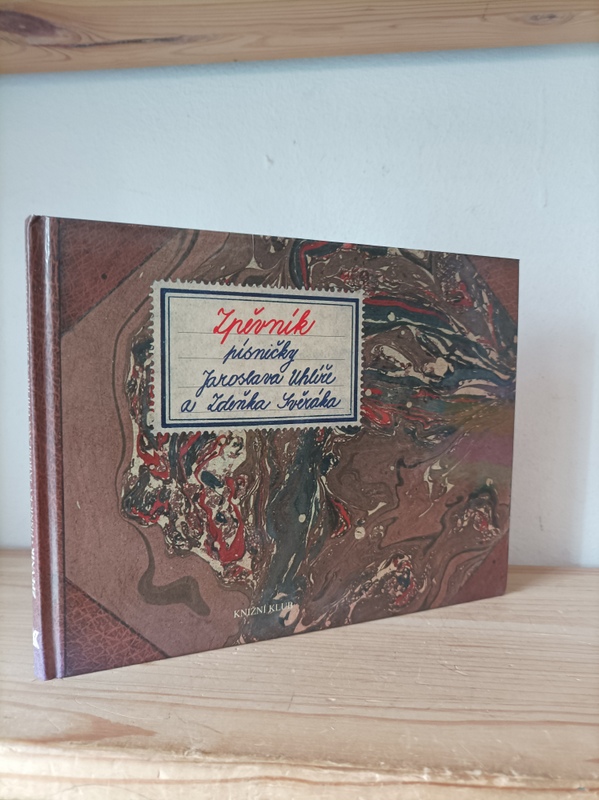 Zpěvník
písničky
Jaroslava Uhlíře
a Zdeňka Svěráka
KNIŽNÍ KLUB